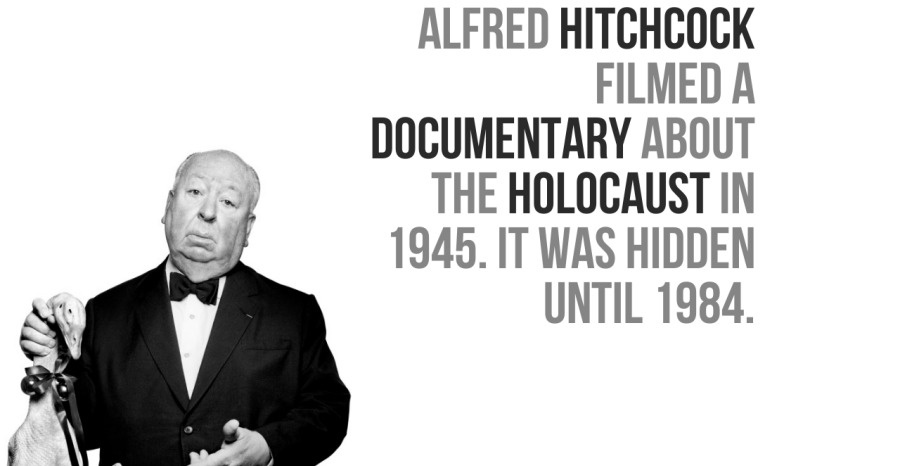 ALFRED HITCHCOCK
FILMED A
DOCUMENTARY ABOUT
THE HOLOCAUST IN
1945. IT WAS HIDDEN
UNTIL 1984.